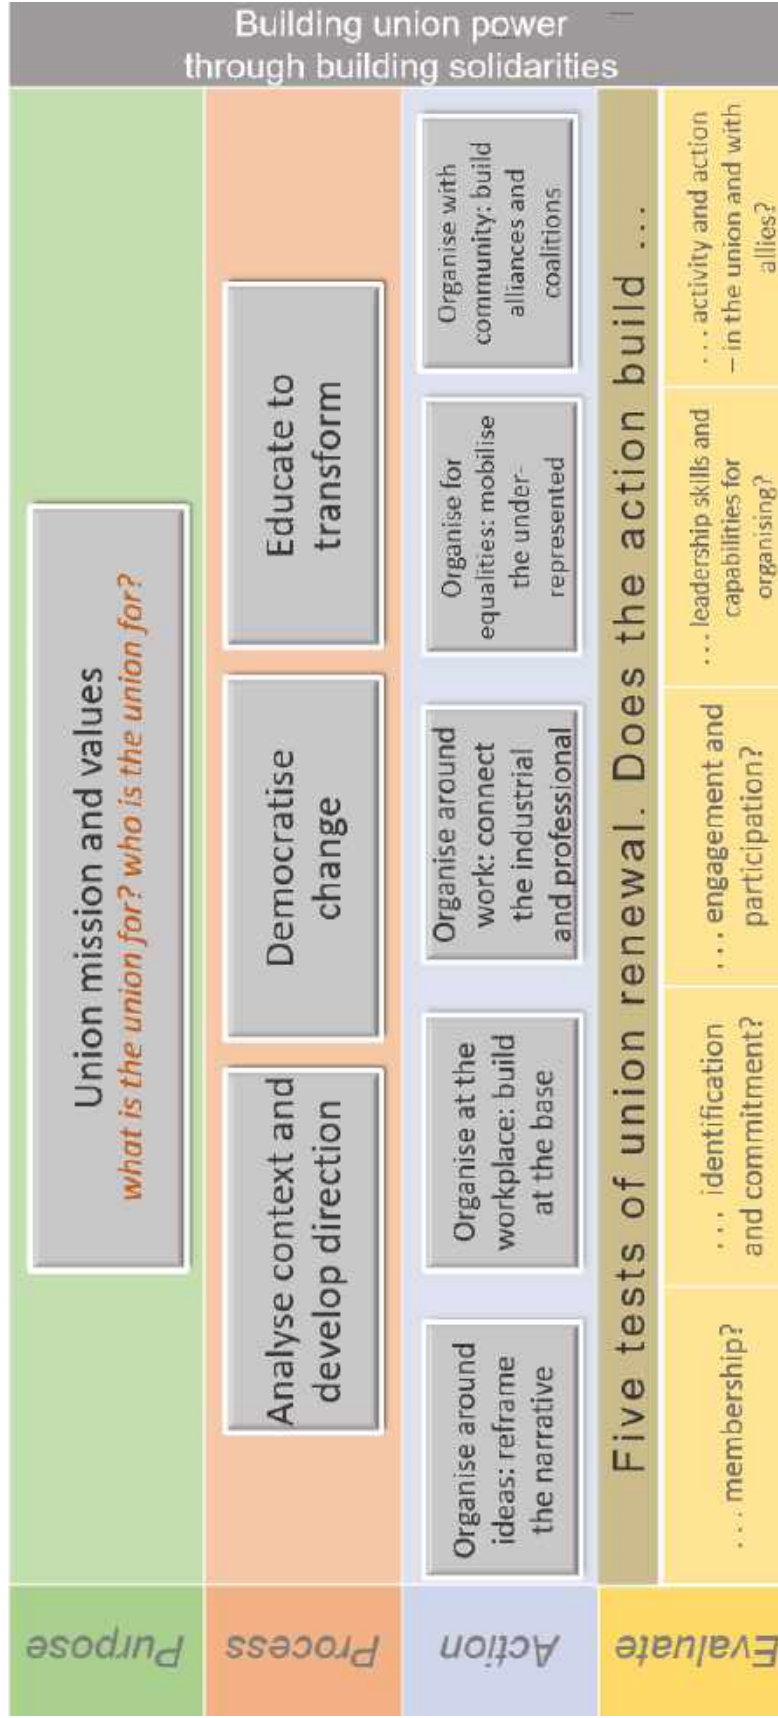 Building union power
through building solidarities
Purpose
Union mission and values
what is the union for? who is the union for?
Process
Analyse context and
develop direction
Democratise
change
Educate to
transform
Action
Organise around
ideas: reframe
the narrative
Organise at the
workplace: build
at the base
Organise around
work: connect
the industrial
and professional
Organise for
equalities: mobilise
the under-
represented
Organise with
community: build
alliances and
coalitions
Evaluate
Five tests of union renewal. Does the action build ...
... membership?
... identification
and commitment?
... engagement and
participation?
... leadership skills and
capabilities for
organising?
... activity and action
– in the union and with
allies?